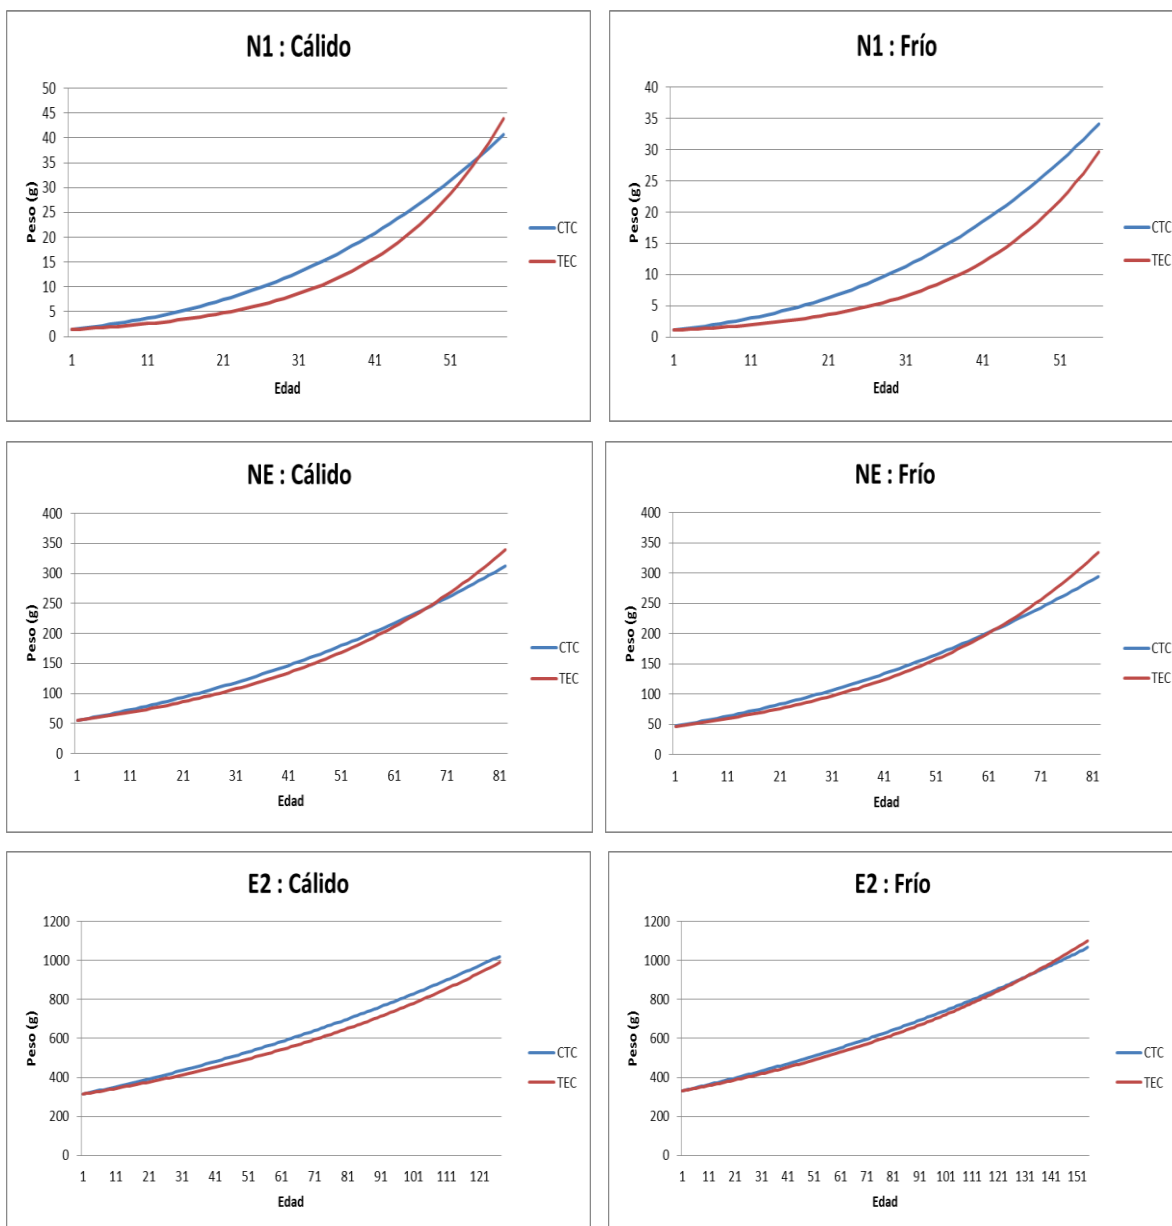 N1 : Cálido
50
45
40
35
30
25
20
15
10
5
0
Peso (g)
1 11 21 31 41 51
Edad
CTC
TEC
N1 : Frío
40
35
30
25
20
15
10
5
0
Peso (g)
1 11 21 31 41 51
Edad
CTC
TEC
NE : Cálido
400
350
300
250
200
150
100
50
0
Peso (g)
1 11 21 31 41 51 61 71 81
Edad
CTC
TEC
NE : Frío
400
350
300
250
200
150
100
50
0
Peso (g)
1 11 21 31 41 51 61 71 81
Edad
CTC
TEC
E2 : Cálido
1200
1000
800
600
400
200
0
Peso (g)
1 11 21 31 41 51 61 71 81 91 101 111 121
Edad
CTC
TEC
E2 : Frío
1200
1000
800
600
400
200
0
Peso (g)
1 11 21 31 41 51 61 71 81 91 101 111 121 131 141 151
Edad
CTC
TEC